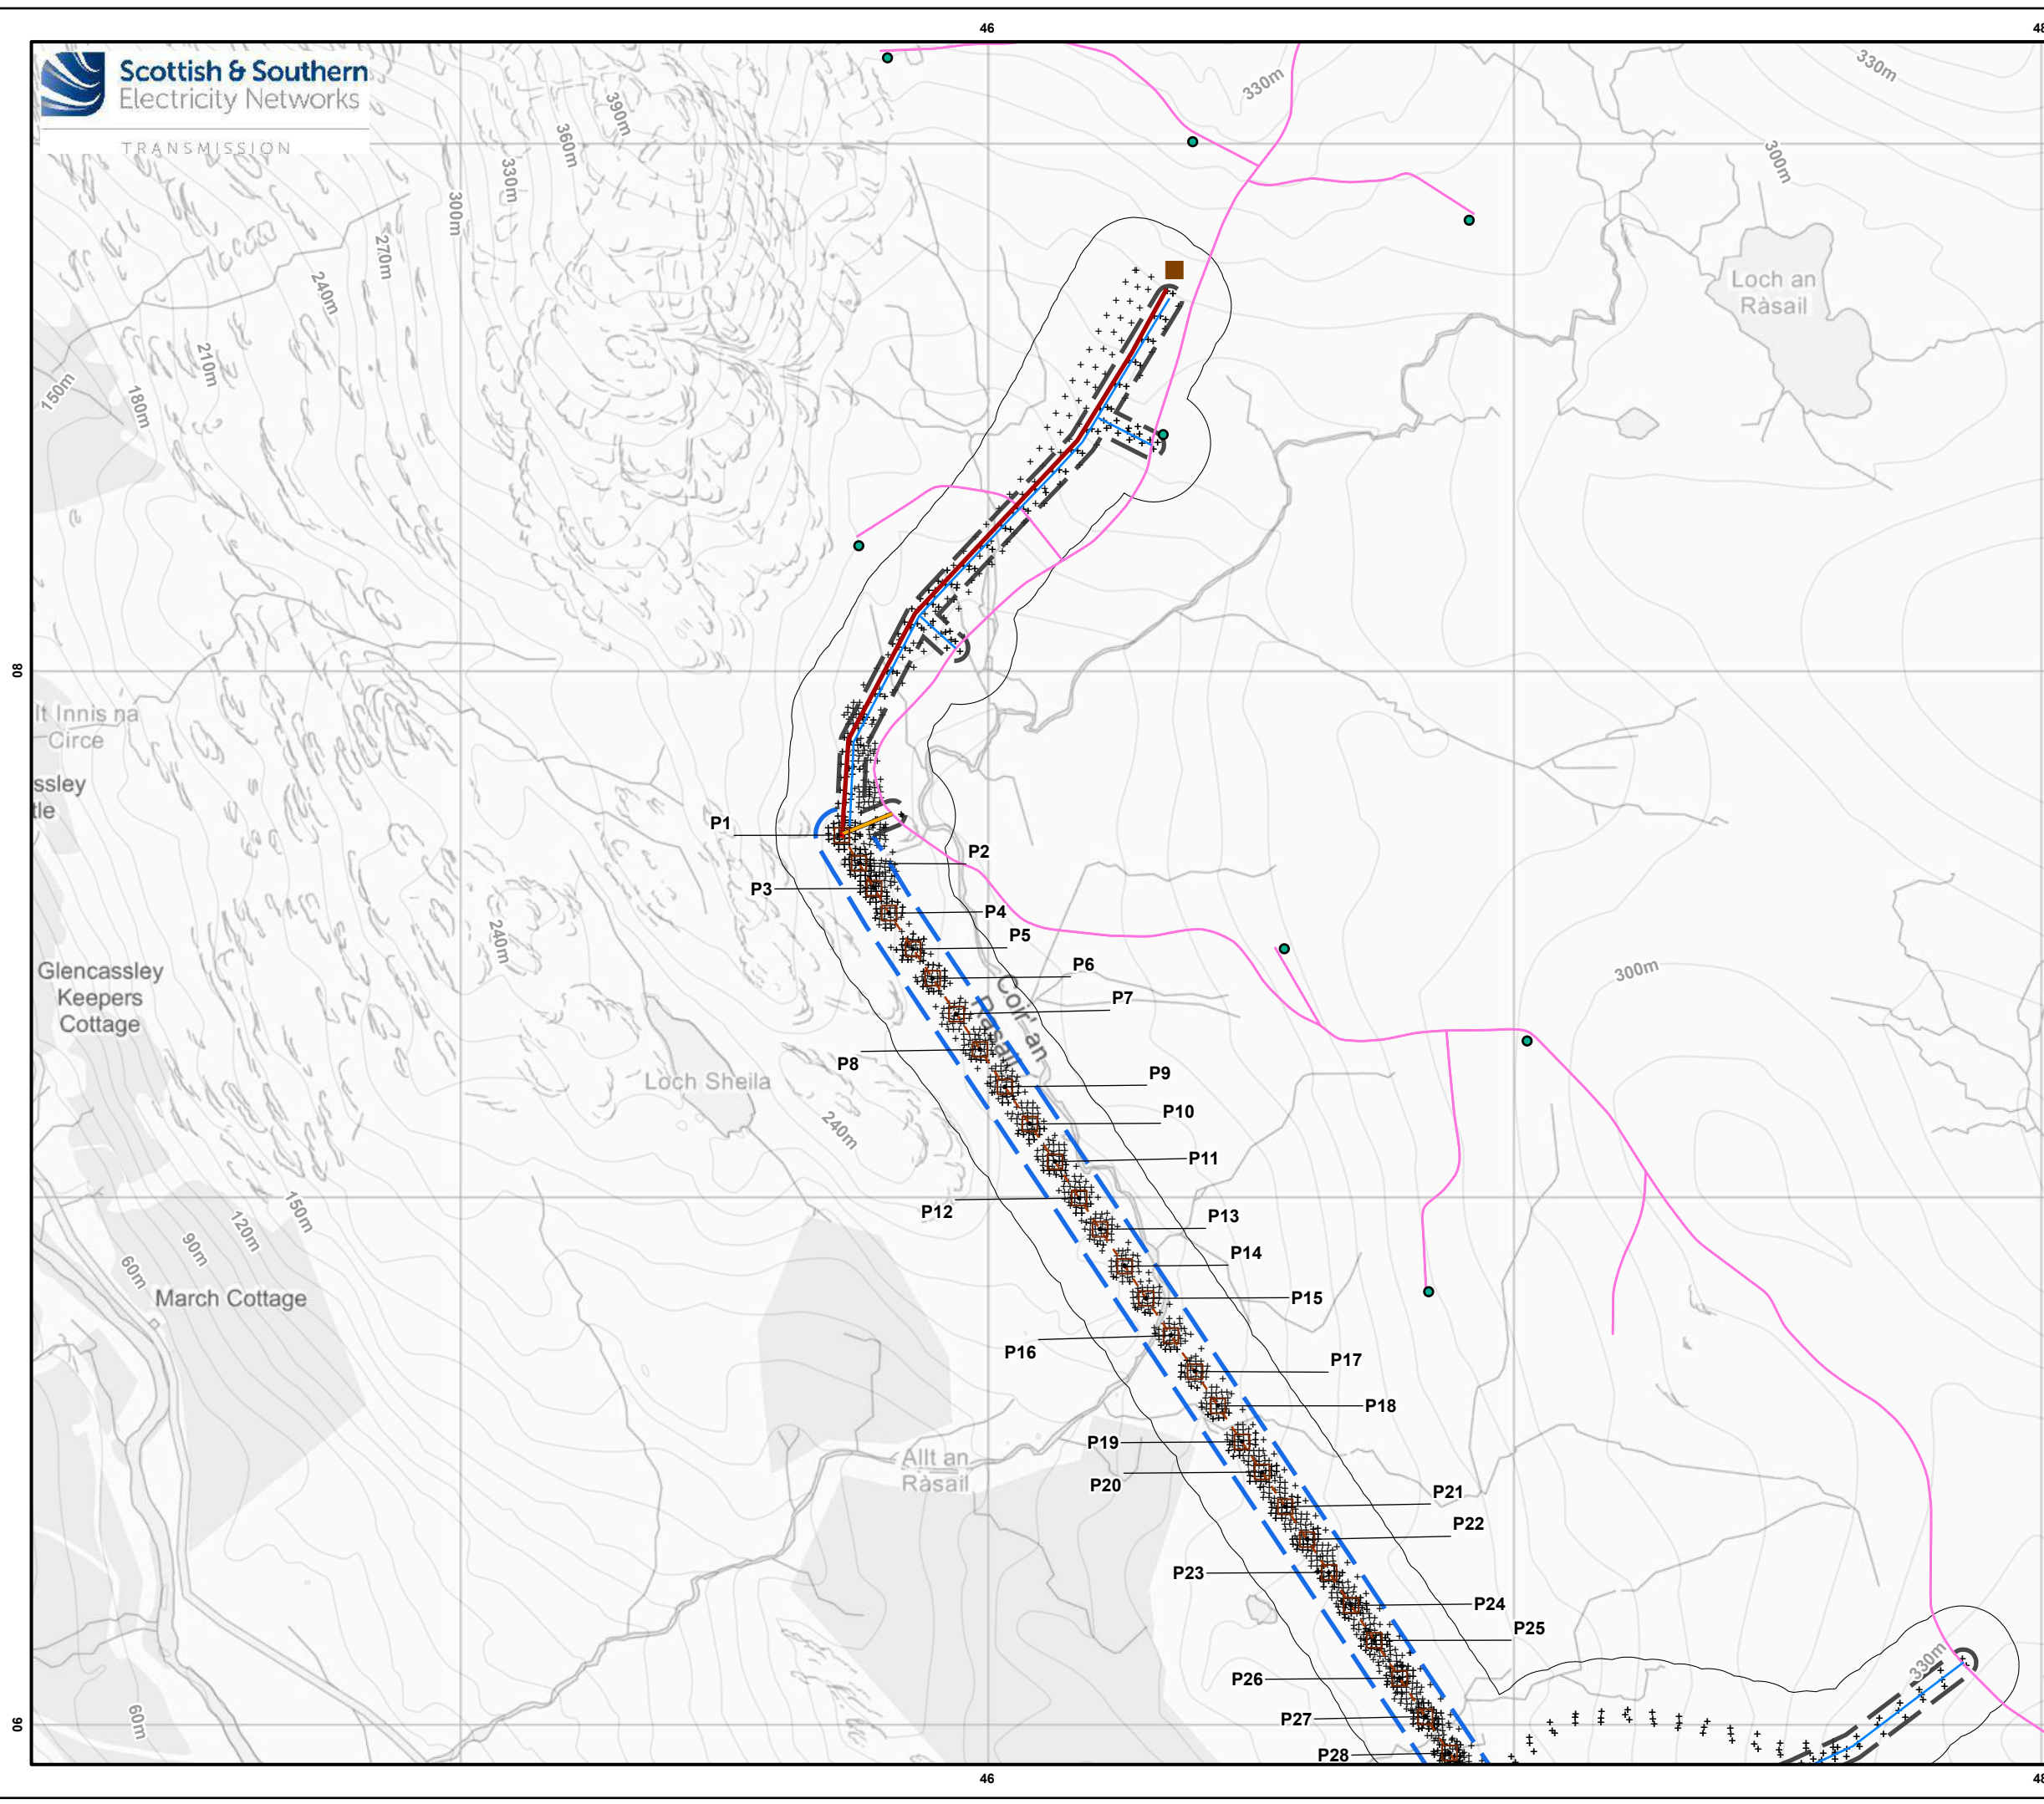 46
48
Scottish & Southern
Electricity Networks
TRANSMISSION
390m
360m
330m
300m
270m
240m
210m
180m
150m
330m
330m
300m
Loch an
Ràsail
08
lt Innis na
Circe
ssley
tle
P1
P2
P3
P4
P5
P6
P7
P8
P9
P10
P11
P12
P13
P14
P15
P16
P17
P18
P19
P20
P21
P22
P23
P24
P25
P26
P27
P28
240m
300m
Glencassley
Keepers
Cottage
Coir' an
Rasail
Loch Sheila
240m
150m
120m
90m
60m
March Cottage
Allt an
Ràsail
330m
60m
06
46
48